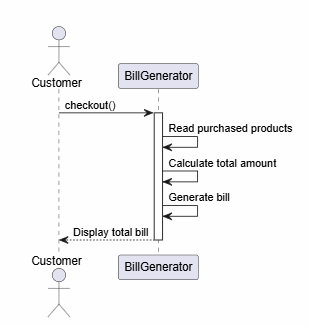 Customer
BillGenerator
checkout()
Read purchased products
Calculate total amount
Generate bill
Display total bill
Customer
BillGenerator